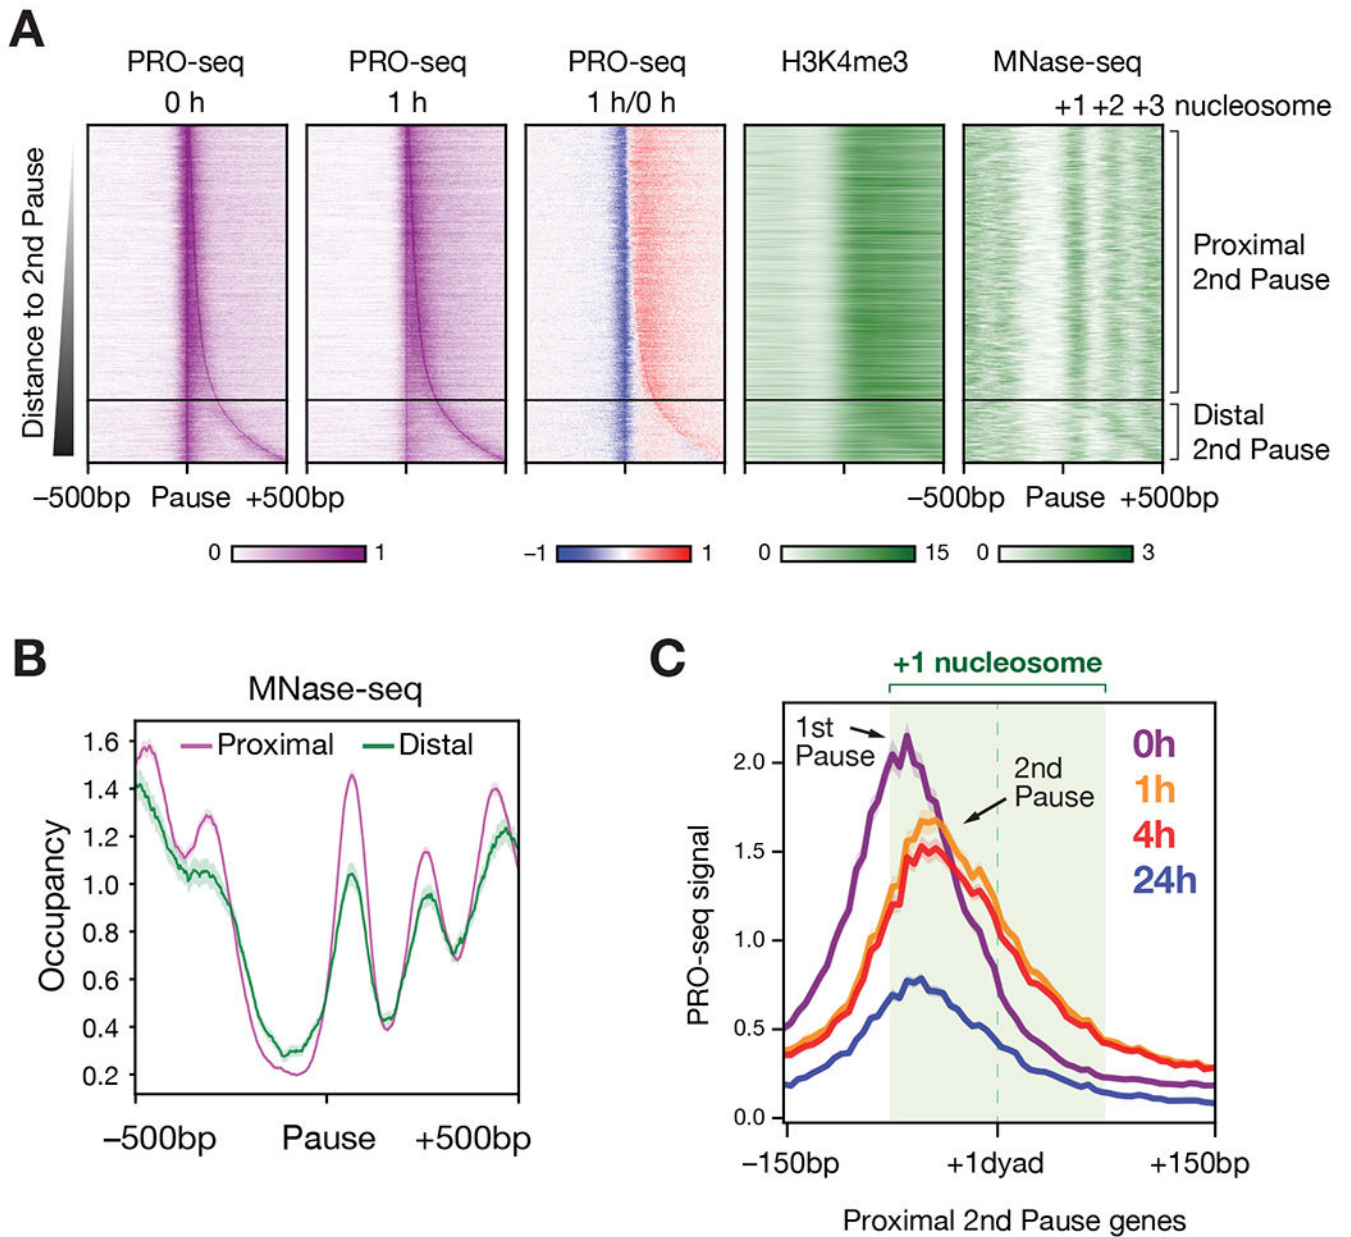 A
PRO-seq
0 h
PRO-seq
1 h
PRO-seq
1 h/0 h
H3K4me3
MNase-seq
+1 +2 +3 nucleosome
Distance to 2nd Pause
Proximal
2nd Pause
Distal
2nd Pause
−500bp Pause +500bp
−500bp Pause +500bp
0 1
−1 1
0 15
0 3
B
MNase-seq
Proximal Distal
Occupancy
1.6
1.4
1.2
1.0
0.8
0.6
0.4
0.2
−500bp Pause +500bp
C
+1 nucleosome
1st
Pause
2nd
Pause
0h
1h
4h
24h
PRO-seq signal
2.0
1.5
1.0
0.5
0.0
−150bp +1dyad +150bp
Proximal 2nd Pause genes